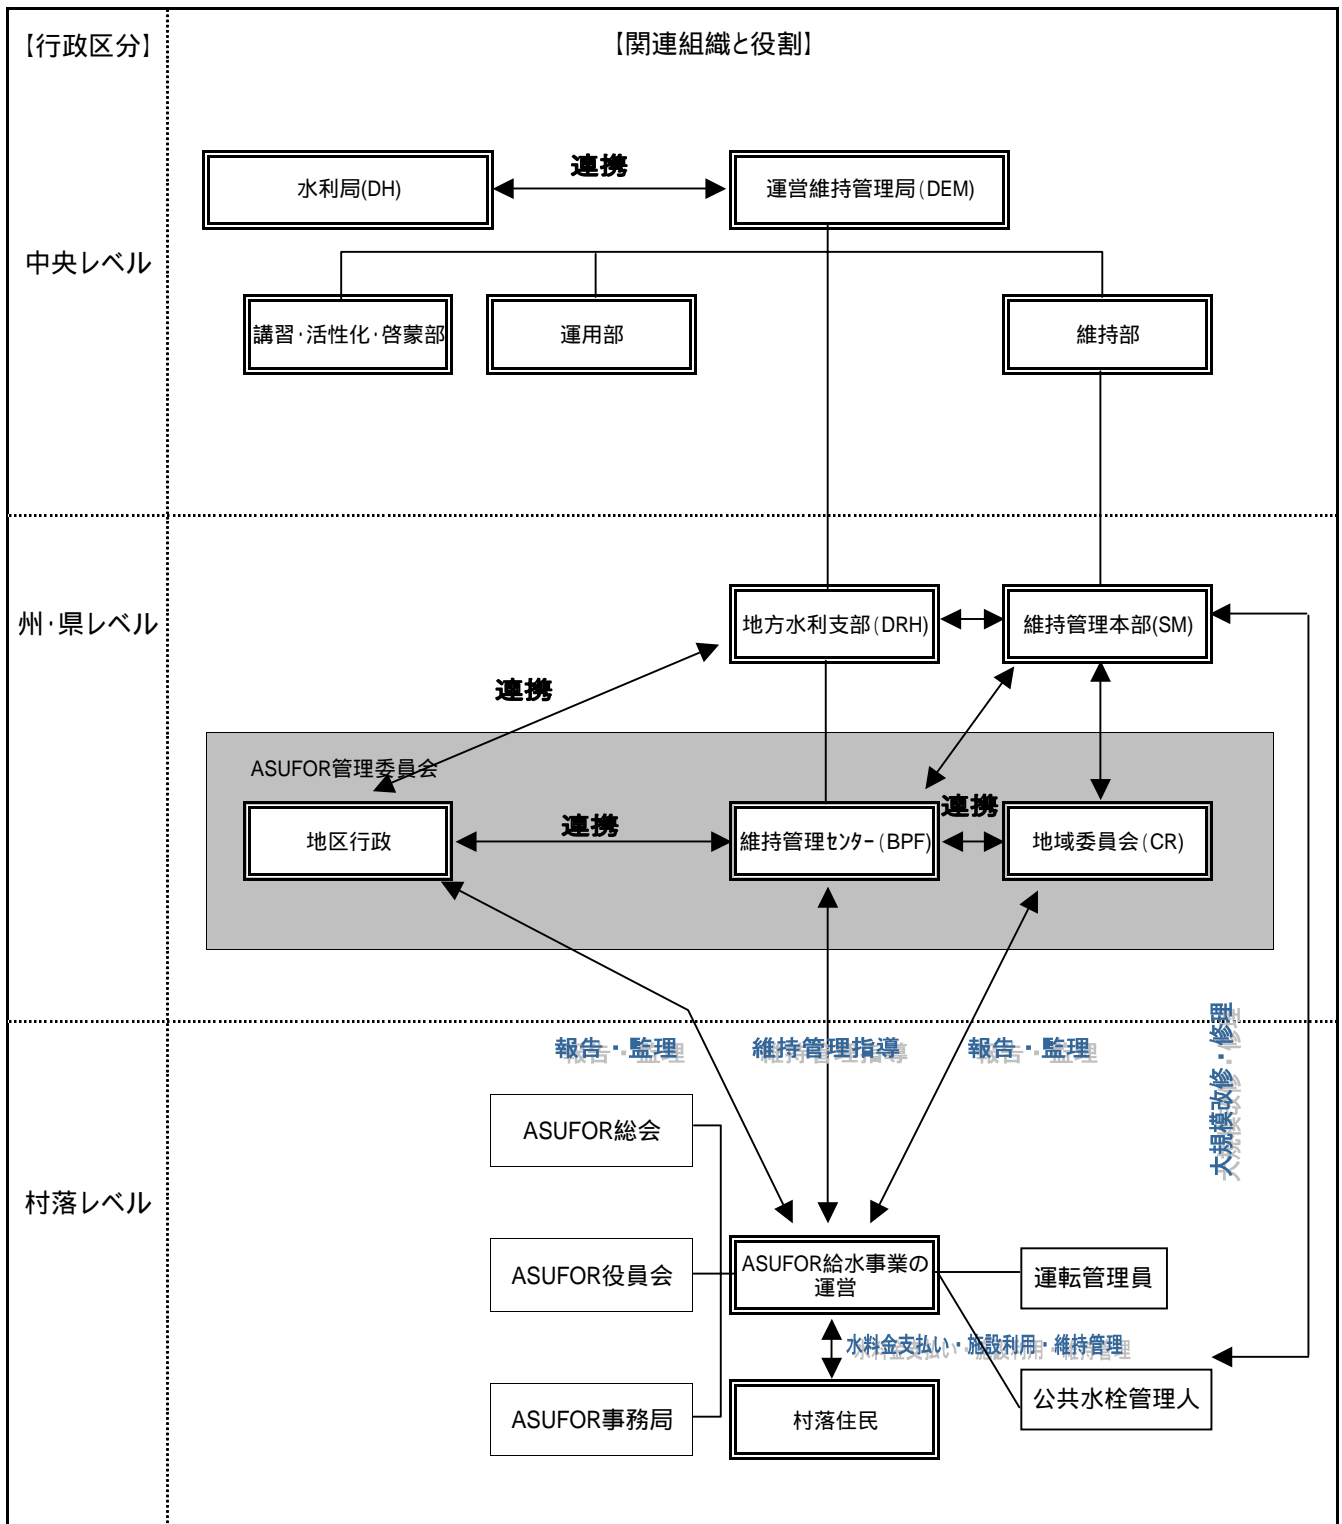 【行政区分】
【関連組織と役割】
連携
水利局(DH)
運営維持管理局(DEM)
中央レベル
講習・活性化・啓蒙部
運用部
維持部
州・県レベル
地方水利支部(DRH)
維持管理本部(SM)
連携
ASUFOR管理委員会
連携
連携
地区行政
維持管理センター(BPF)
地域委員会(CR)
大規模改修・修理
報告・監理
維持管理指導
報告・監理
ASUFOR総会
村落レベル
ASUFOR役員会
ASUFOR給水事業の
運営
運転管理員
水料金支払い・施設利用・維持管理
公共水栓管理人
ASUFOR事務局
村落住民